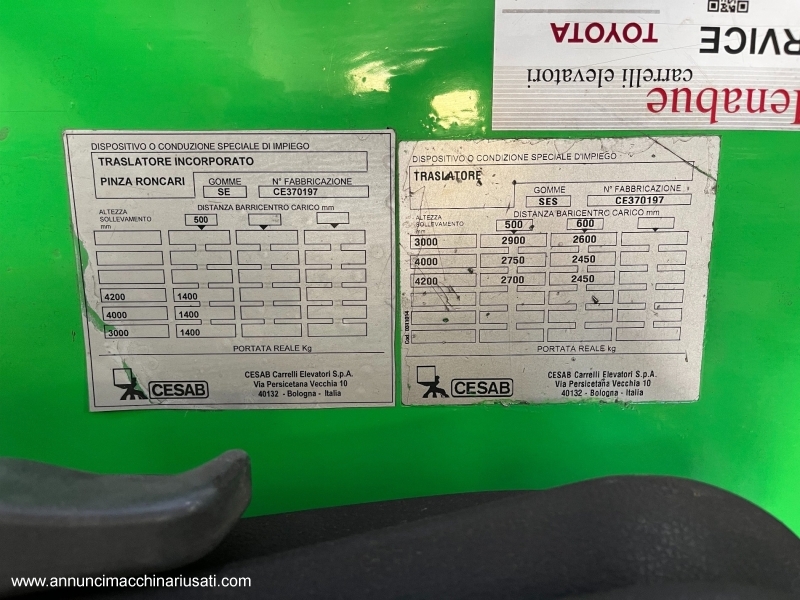 RVICE
TOYOTA
carrelli elevatori
enabue
DISPOSITIVO O CONDUZIONE SPECIALE DI IMPIEGO
TRASLATORE INCORPORATO
PINZA RONCARI
GOMME
SE
N° FABBRICAZIONE
CE370197
ALTEZZA
SOLLEVAMENTO
mm
DISTANZA BARRICENTRO CARICO mm
500
4200 1400
4000 1400
3000 1400
PORTATA REALE Kg
CESAB
CESAB Carrelli Elevatori S.p.A.
Via Persicetana Vecchia 10
40132 - Bologna - Italia
DISPOSITIVO O CONDIZIONE SPECIALE D'IMPIEGO
TRASLATORE
GOMME
SES
N° FABBRICAZIONE
CE370197
ALTEZZA
SOLLEVAMENTO
mm
DISTANZA BARICENTRO CARICO mm
500 600
3000 2900 2600
4000 2750 2450
4200 2700 2450
PORTATA REALE kg
CESAB
CESAB Carrelli Elevatori S.p.A.
Via Persicetana Vecchia 10
40132 - Bologna - Italia
www.annuncimacchinariusati.com